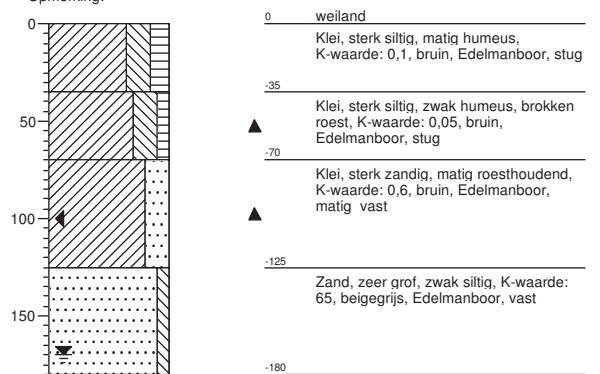 Opmerking:
0
50
100
150
0 weiland
Klei, sterk siltig, matig humeus,
K-waarde: 0,1, bruin, Edelmanboor, stug
-35
Klei, sterk siltig, zwak humeus, brokken
roest, K-waarde: 0,05, bruin,
Edelmanboor, stug
-70
Klei, sterk zandig, matig roesthoudend,
K-waarde: 0,6, bruin, Edelmanboor,
matig vast
-125
Zand, zeer grof, zwak siltig, K-waarde:
65, beigegrijs, Edelmanboor, vast
-180